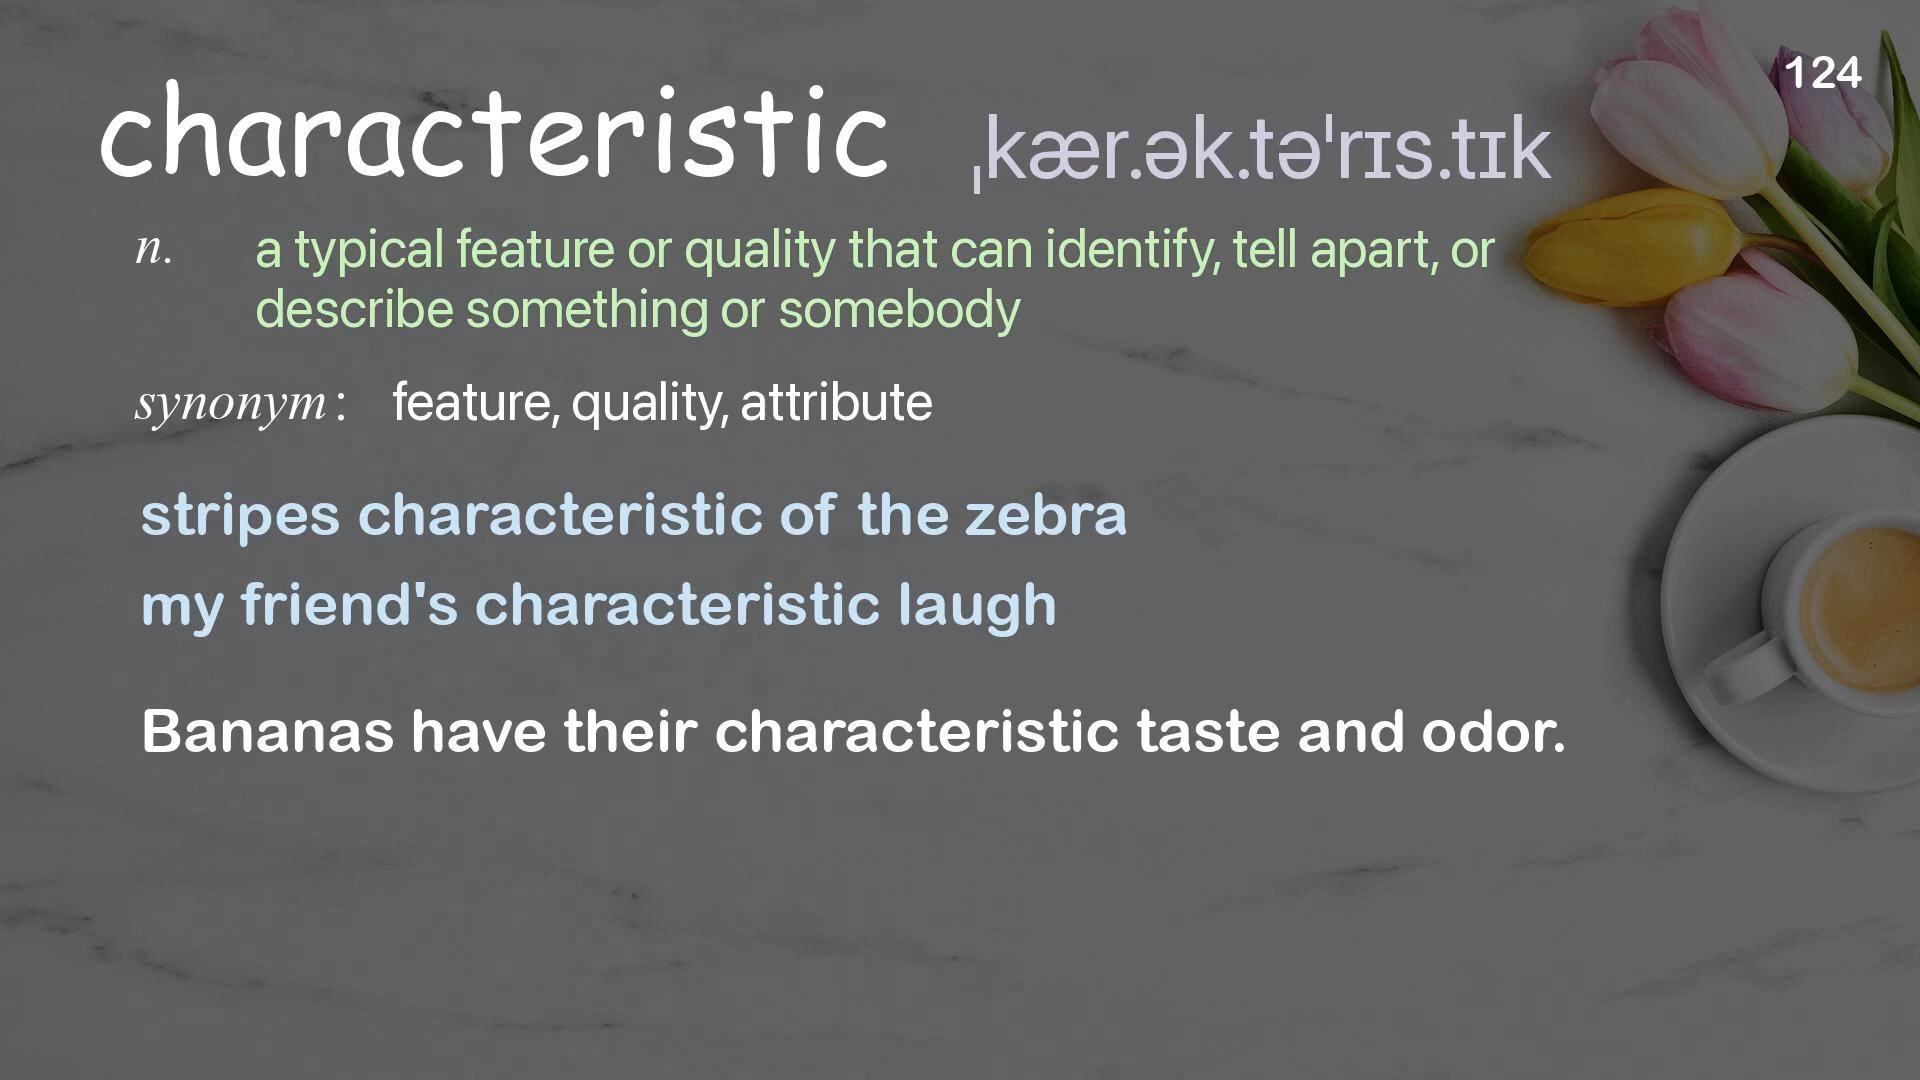 124
characteristic ˌkær.ək.təˈrɪs.tɪk
n. a typical feature or quality that can identify, tell apart, or
describe something or somebody
synonym: feature, quality, attribute
stripes characteristic of the zebra
my friend's characteristic laugh
Bananas have their characteristic taste and odor.